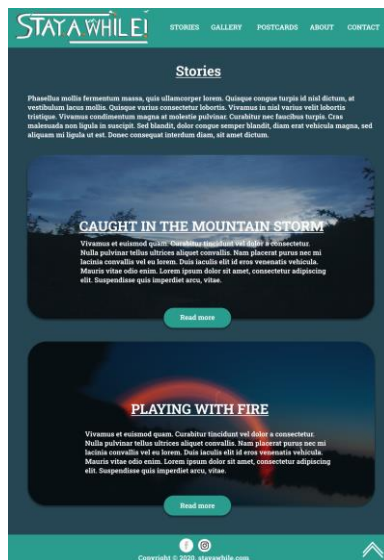 STAY A WHILE!
STORIES GALLERY POSTCARDS ABOUT CONTACT
Stories
Phasellus mollis fermentum massa, quis ullamcorper lorem. Quisque congue turpis id nisl dictum, at
vestibulum lacus mollis. Quisque varius consectetur lobortis. Vivamus in nisl varius velit lobortis
tristique. Vivamus condimentum magna at molestie pulvinar. Curabitur nec faucibus turpis. Cras
malesuada non ligula in suscipit. Sed blandit, dolor congue semper blandit, diam erat vehicula magna, sed
aliquam mi ligula ut est. Donec consequat interdum diam, sit amet dictum.
CAUGHT IN THE MOUNTAIN STORM
Vivamus et euismod quam. Curabitur tincidunt vel dolor a consectetur.
Nulla pulvinar tellus ultrices aliquet convallis. Nam placerat purus nec mi
lacinia convallis vel eu lorem. Duis iaculis elit id eros venenatis vehicula.
Mauris vitae odio enim. Lorem ipsum dolor sit amet, consectetur adipiscing
elit. Suspendisse quis imperdiet arcu, vitae.
Read more
PLAYING WITH FIRE
Vivamus et euismod quam. Curabitur tincidunt vel dolor a consectetur.
Nulla pulvinar tellus ultrices aliquet convallis. Nam placerat purus nec mi
lacinia convallis vel eu lorem. Duis iaculis elit id eros venenatis vehicula.
Mauris vitae odio enim. Lorem ipsum dolor sit amet, consectetur adipiscing
elit. Suspendisse quis imperdiet arcu, vitae.
Read more
Copyright © 2020, stayawhile.com